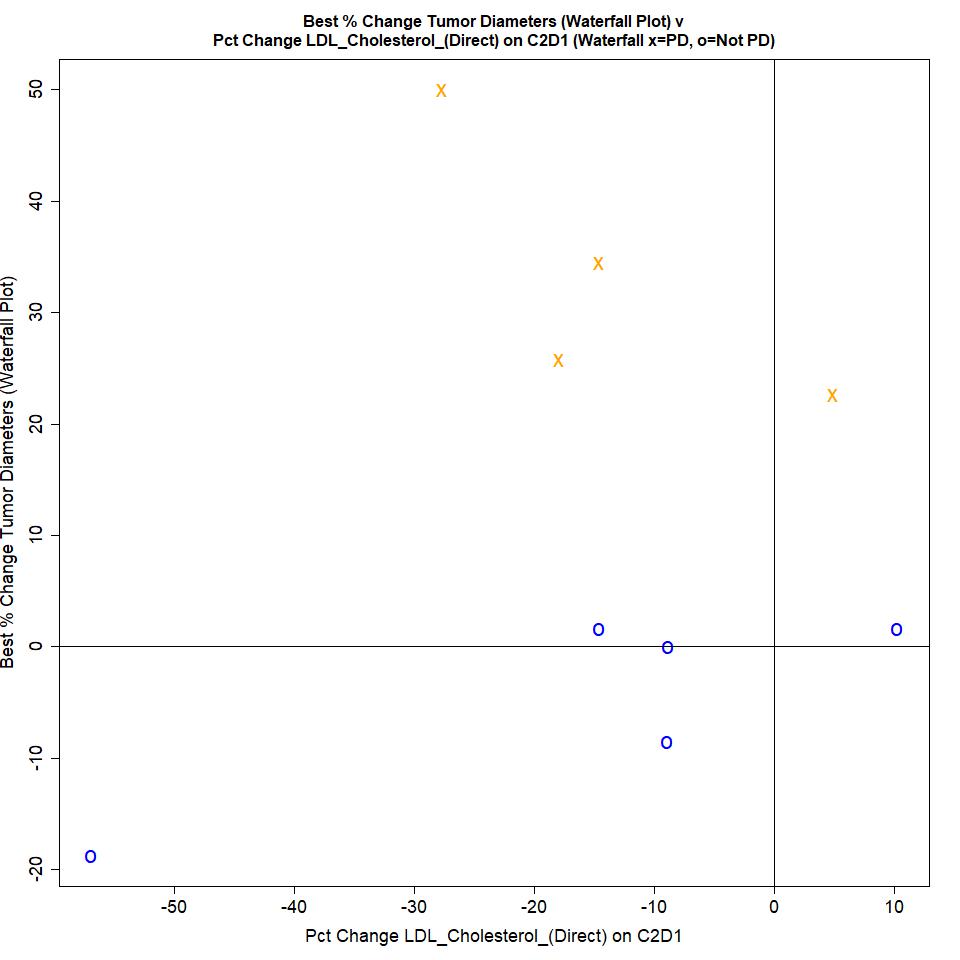 Best % Change Tumor Diameters (Waterfall Plot) v
Pct Change LDL_Cholesterol_(Direct) on C2D1 (Waterfall x=PD, o=Not PD)
Best % Change Tumor Diameters (Waterfall Plot)
50
40
30
20
10
0
-10
-20
X
X
X
X
O
O
O
O
O
-50
-40
-30
-20
-10
0
10
Pct Change LDL_Cholesterol_(Direct) on C2D1